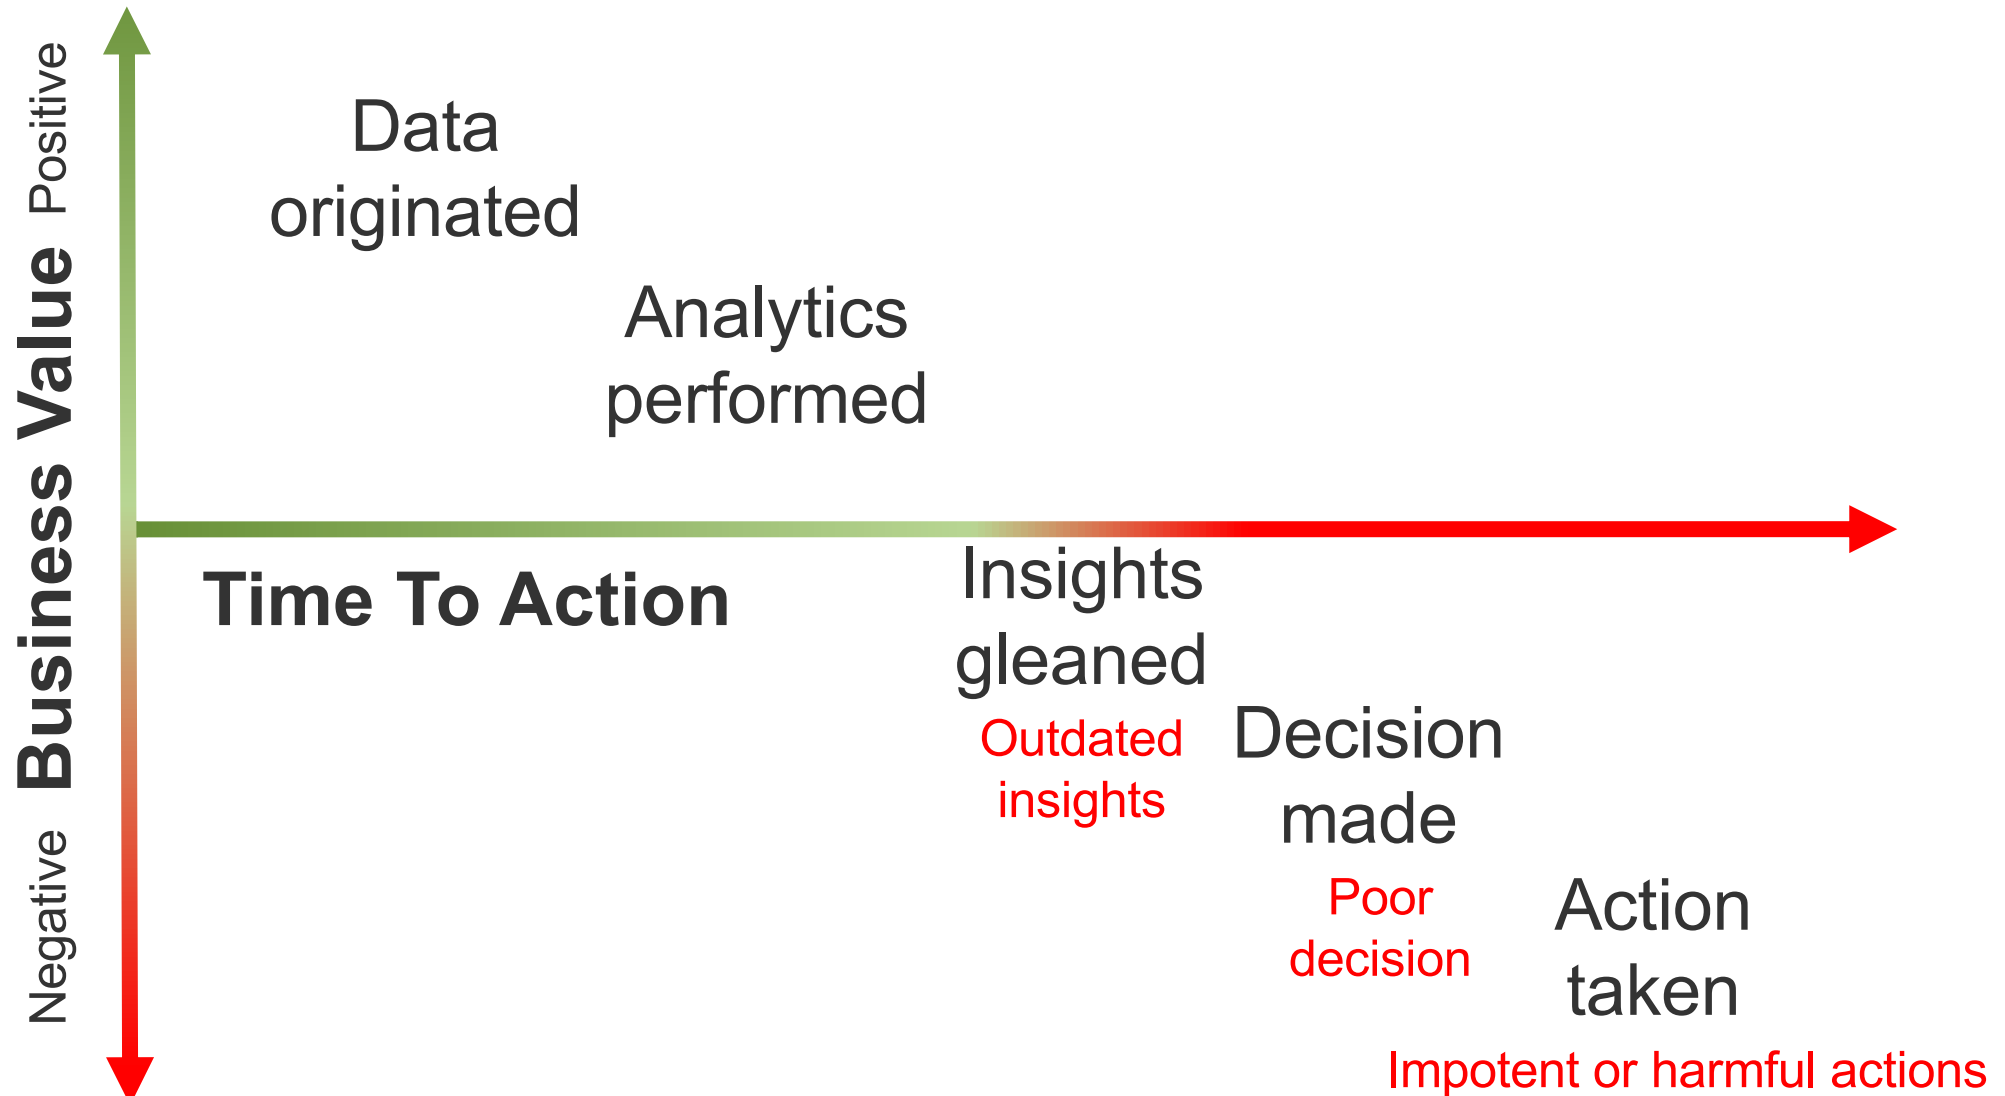 Positive
Business Value
Negative
Data
originated
Analytics
performed
Time To Action
Insights
gleaned
Outdated
insights
Decision
made
Poor
decision
Action
taken
Impotent or harmful actions